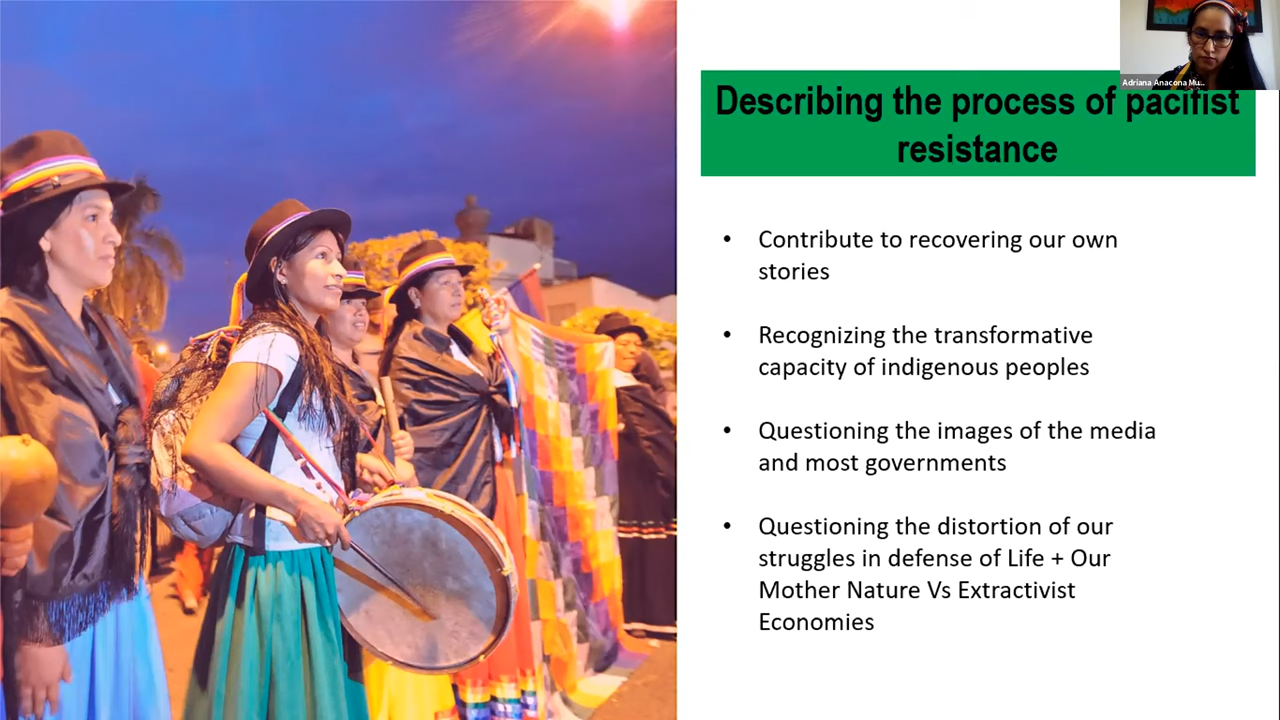 Adriana Anacona Mu...
Describing the process of pacifist
resistance
• Contribute to recovering our own
stories
• Recognizing the transformative
capacity of indigenous peoples
• Questioning the images of the media
and most governments
• Questioning the distortion of our
struggles in defense of Life + Our
Mother Nature Vs Extractivist
Economies